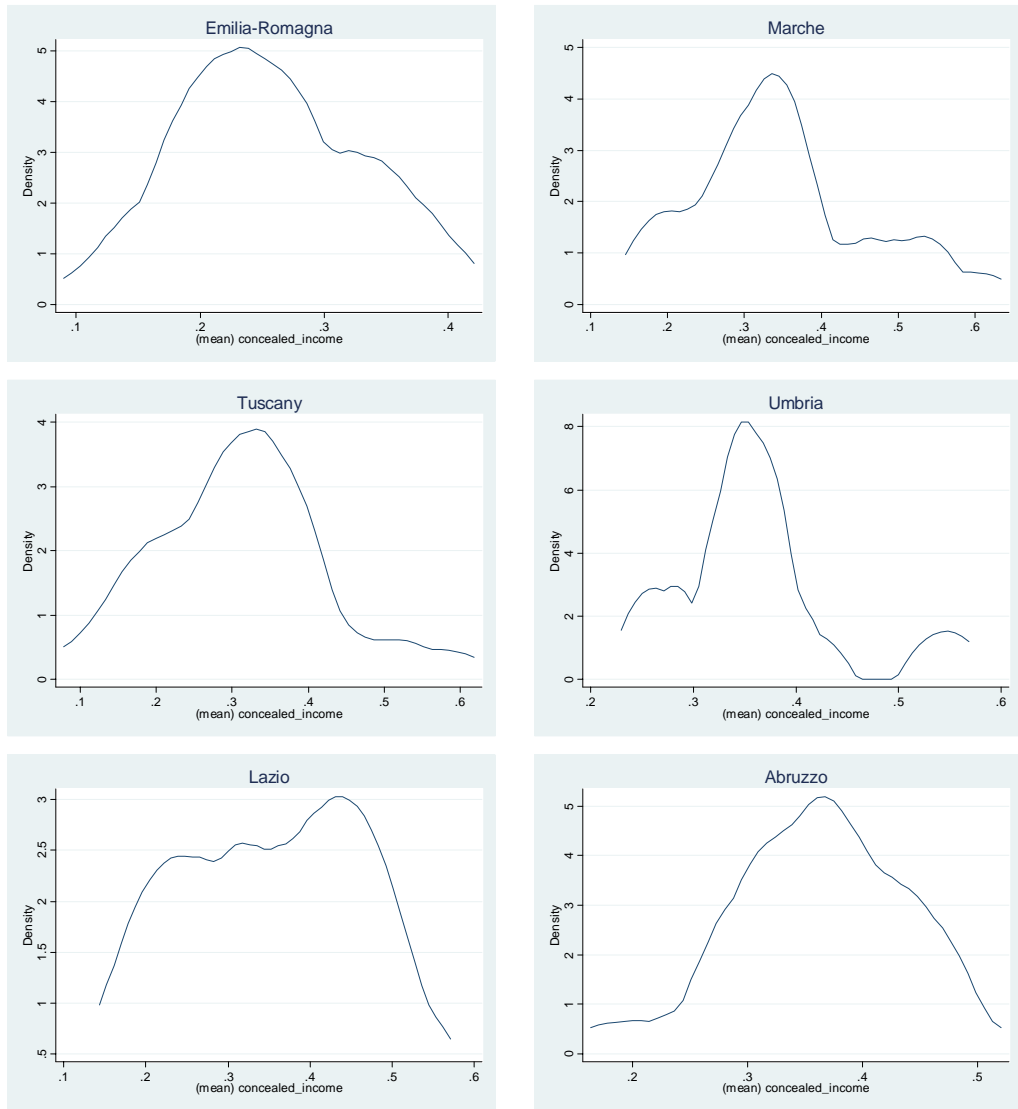 Emilia-Romagna
Density
0 1 2 3 4 5
.1 .2 .3 .4
(mean) concealed_income
Marche
Density
0 1 2 3 4 5
.1 .2 .3 .4 .5 .6
(mean) concealed_income
Tuscany
Density
0 1 2 3 4
.1 .2 .3 .4 .5 .6
(mean) concealed_income
Umbria
Density
0 2 4 6 8
.2 .3 .4 .5 .6
(mean) concealed_income
Lazio
Density
.5 1 1.5 2 2.5 3
.1 .2 .3 .4 .5 .6
(mean) concealed_income
Abruzzo
Density
0 1 2 3 4 5
.2 .3 .4 .5
(mean) concealed_income